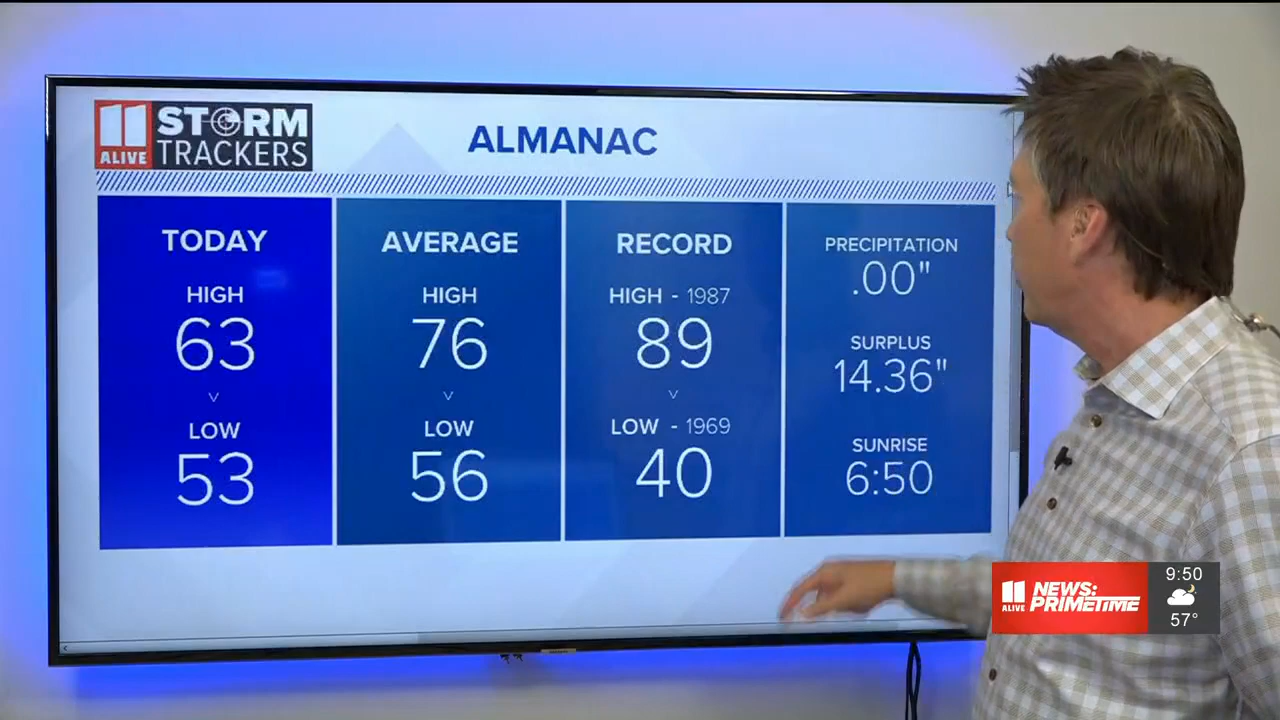 11 ALIVE STORM TRACKERS
ALMANAC
TODAY
HIGH
63
LOW
53
AVERAGE
HIGH
76
LOW
56
RECORD
HIGH - 1987
89
LOW - 1969
40
PRECIPITATION
.00"
SURPLUS
14.36"
SUNRISE
6:50
11 ALIVE
NEWS:
PRIMETIME
9:50
57°